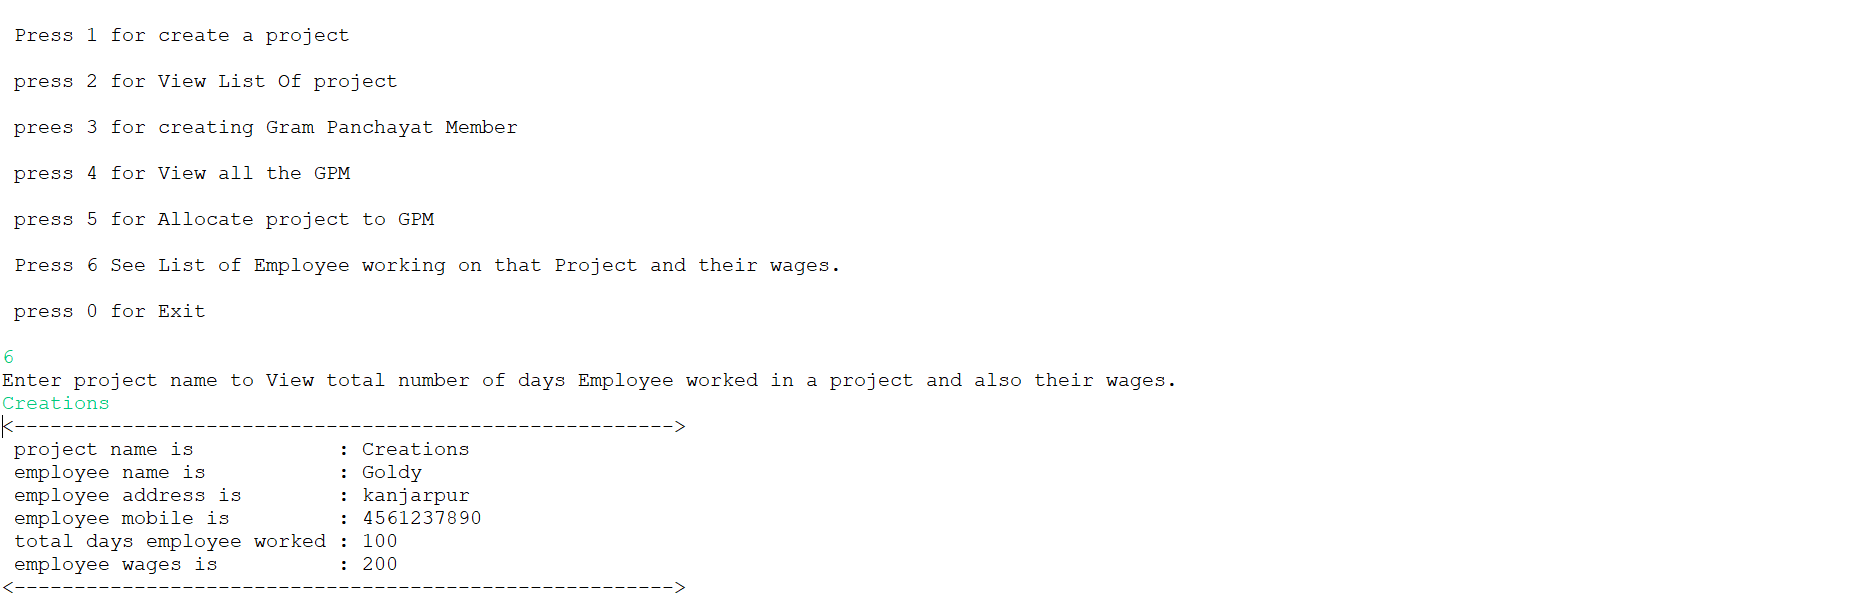 Press 1 for create a project
press 2 for View List Of project
prees 3 for creating Gram Panchayat Member
press 4 for View all the GPM
press 5 for Allocate project to GPM
Press 6 See List of Employee working on that Project and their wages.
press 0 for Exit
6
Enter project name to View total number of days Employee worked in a project and also their wages.
Creations
<------------------------------------------------------->
project name is            : Creations
employee name is           : Goldy
employee address is        : kanjarpur
employee mobile is         : 4561237890
total days employee worked : 100
employee wages is          : 200
<------------------------------------------------------->